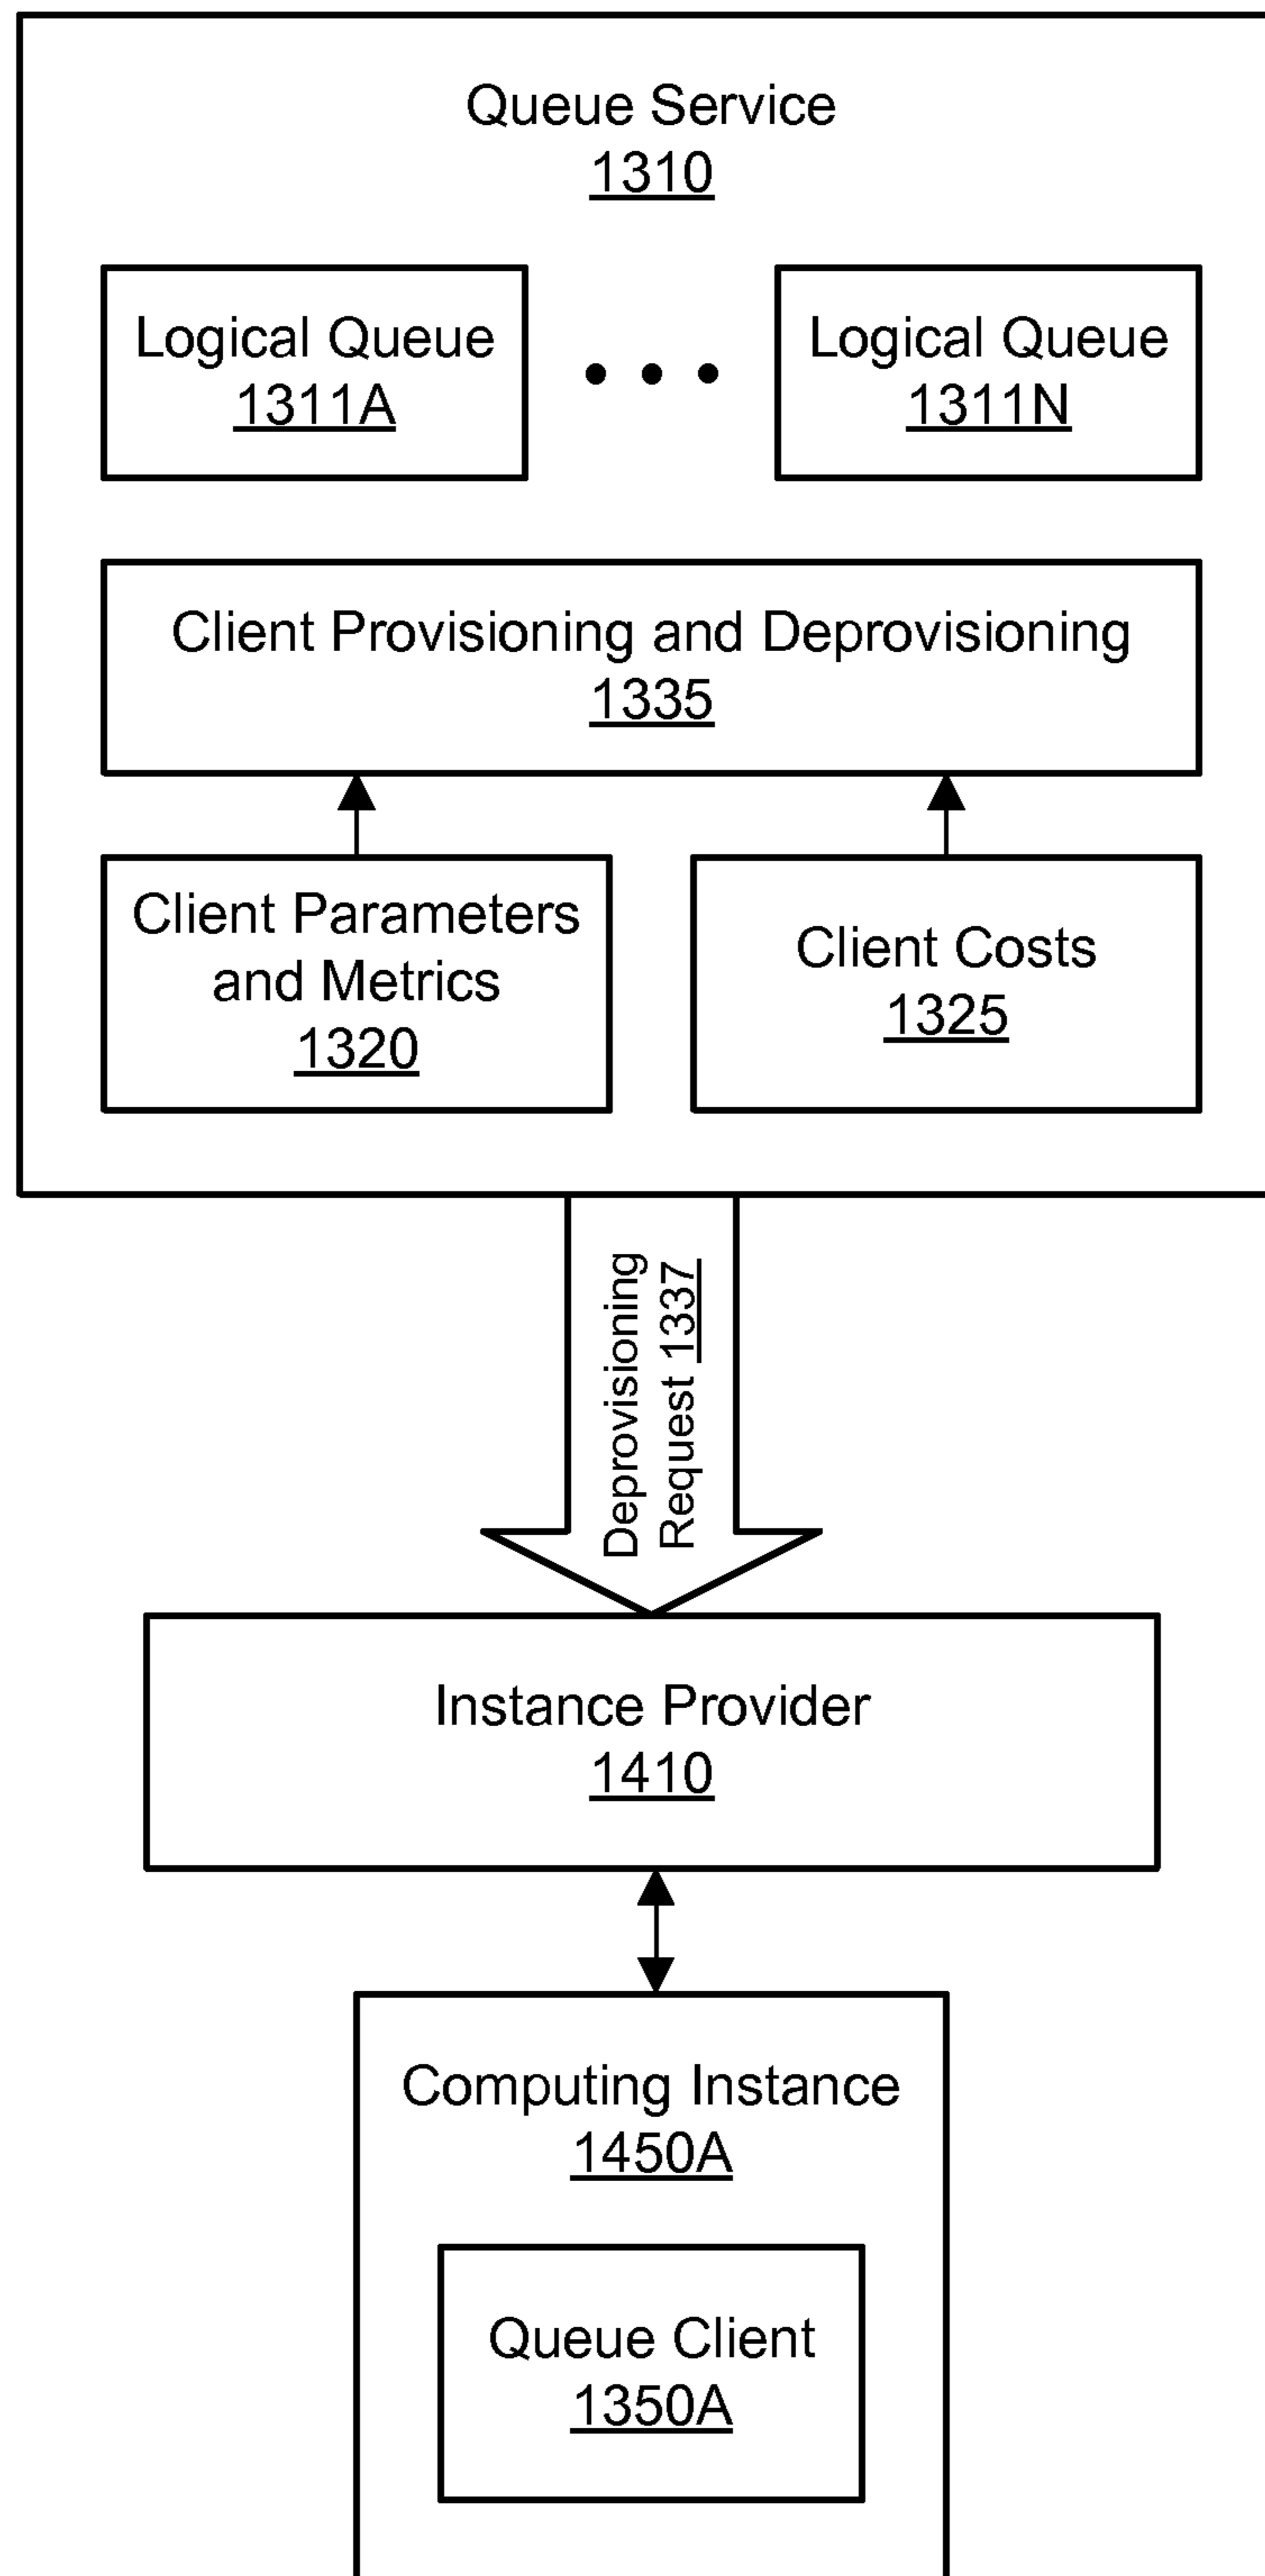 Queue Service
1310
Logical Queue
1311A
Logical Queue
1311N
Client Provisioning and Deprovisioning
1335
Client Parameters
and Metrics
1320
Client Costs
1325
Deprovisioning
Request 1337
Instance Provider
1410
Computing Instance
1450A
Queue Client
1350A